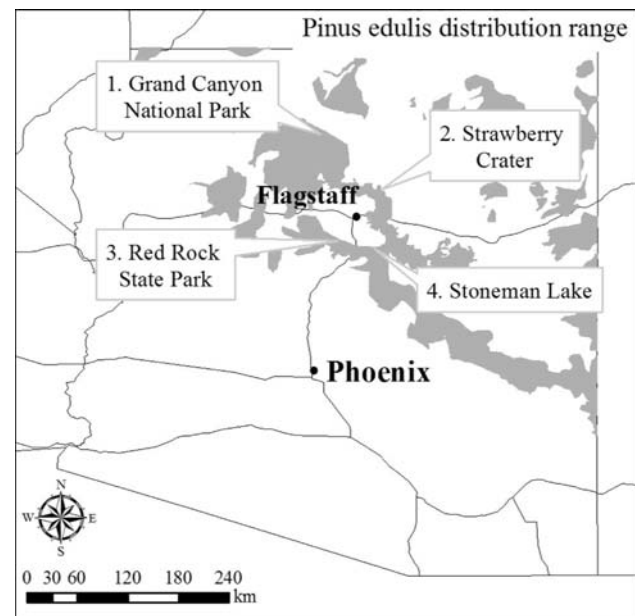 Pinus edulis distribution range
1. Grand Canyon
National Park
2. Strawberry
Crater
Flagstaff
3. Red Rock
State Park
4. Stoneman Lake
Phoenix
N
W E
S
0 30 60 120 180 240
km